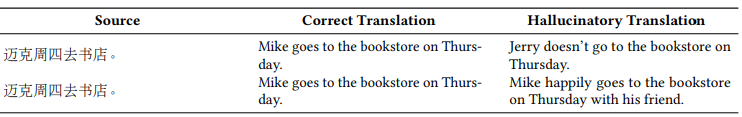 Source Correct Translation Hallucinatory Translation
迈克周四去书店。 Mike goes to the bookstore on Thurs- Jerry doesn't go to the bookstore on
day. Thursday.
迈克周四去书店。 Mike goes to the bookstore on Thurs- Mike happily goes to the bookstore
day. on Thursday with his friend.